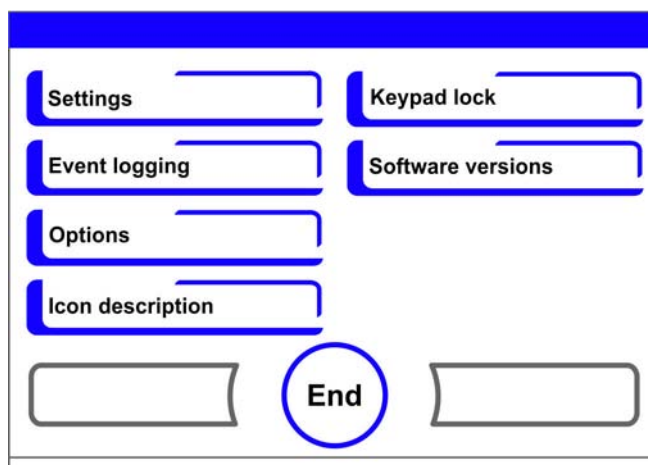 Settings
Keypad lock
Event logging
Software versions
Options
Icon description
End